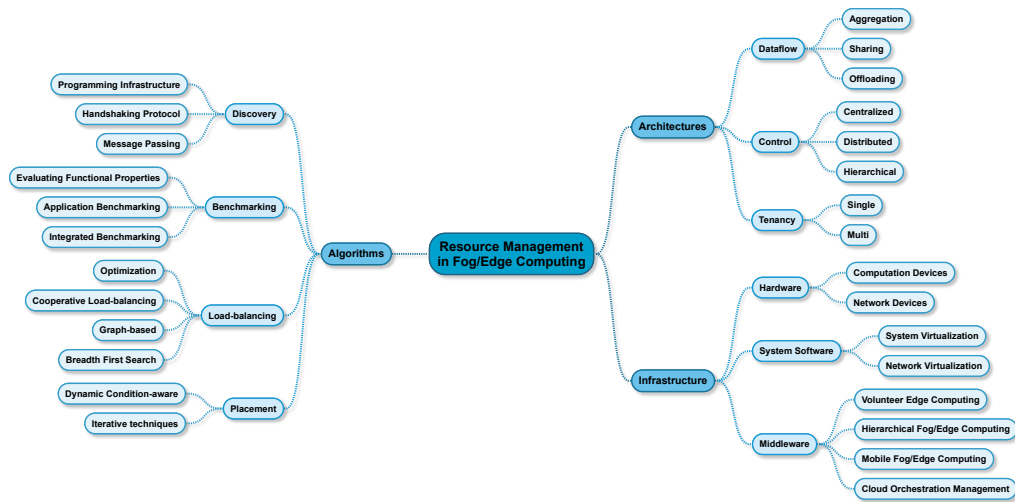 Resource Management
in Fog/Edge Computing
Algorithms
Discovery
Programming Infrastructure
Handshaking Protocol
Message Passing
Benchmarking
Evaluating Functional Properties
Application Benchmarking
Integrated Benchmarking
Load-balancing
Optimization
Cooperative Load-balancing
Graph-based
Breadth First Search
Placement
Dynamic Condition-aware
Iterative techniques
Architectures
Dataflow
Aggregation
Sharing
Offloading
Control
Centralized
Distributed
Hierarchical
Tenancy
Single
Multi
Infrastructure
Hardware
Computation Devices
Network Devices
System Software
System Virtualization
Network Virtualization
Middleware
Volunteer Edge Computing
Hierarchical Fog/Edge Computing
Mobile Fog/Edge Computing
Cloud Orchestration Management